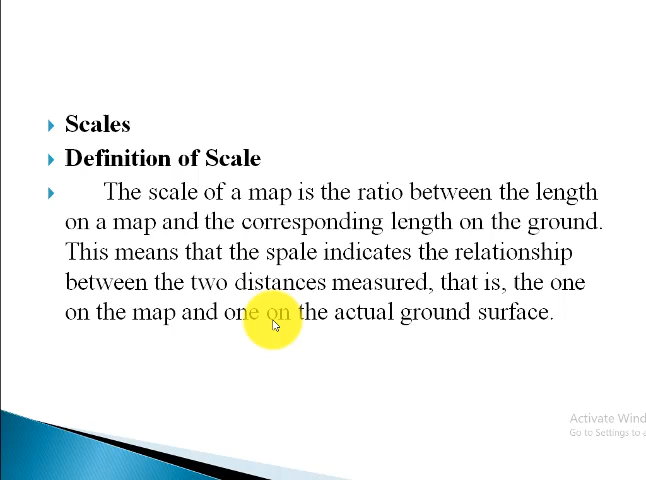 Scales
Definition of Scale
The scale of a map is the ratio between the length
on a map and the corresponding length on the ground.
This means that the spale indicates the relationship
between the two distances measured, that is, the one
on the map and one on the actual ground surface.
Activate Wind
Go to Settings to a